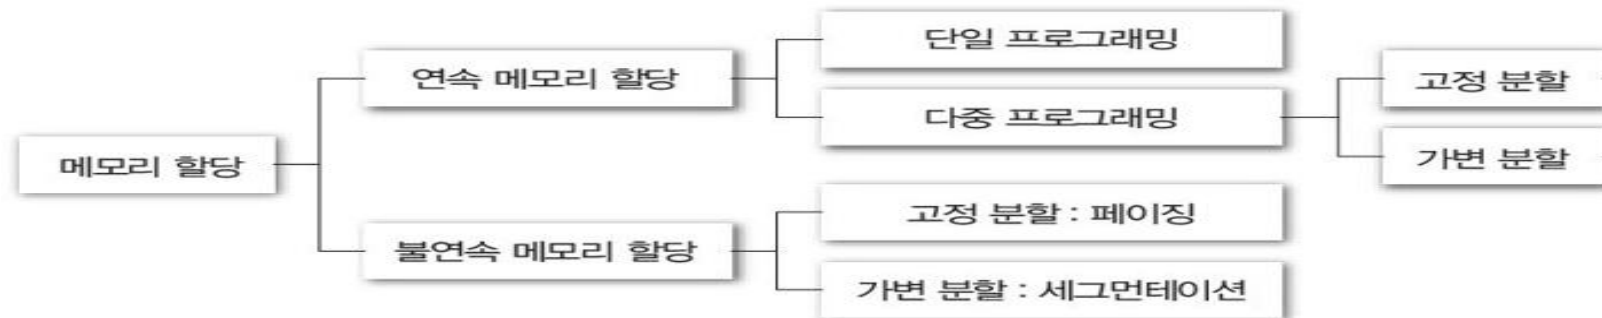 메모리 할당
연속 메모리 할당
단일 프로그래밍
다중 프로그래밍
고정 분할
가변 분할
불연속 메모리 할당
고정 분할 : 페이징
가변 분할 : 세그먼테이션